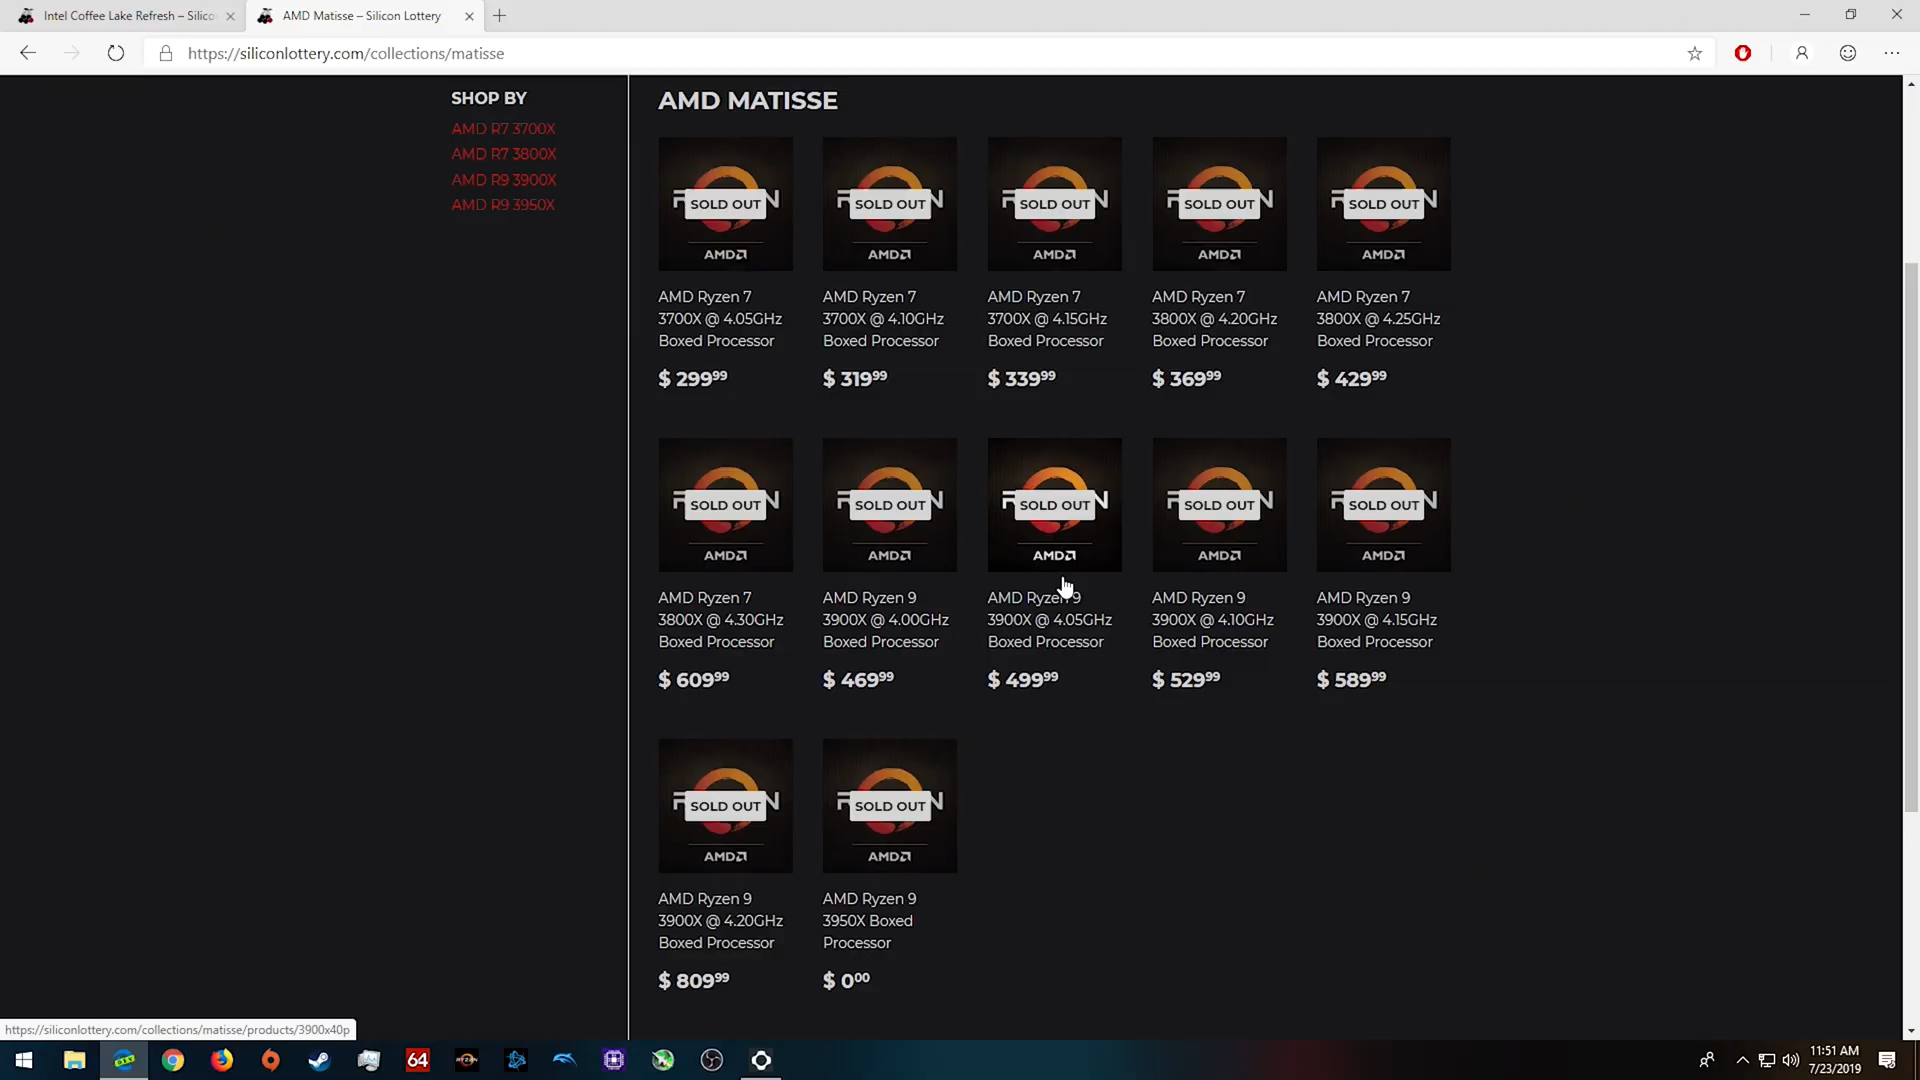 Intel Coffee Lake Refresh – Silico
AMD Matisse – Silicon Lottery
https://siliconlottery.com/collections/matisse
SHOP BY
AMD R7 3700X
AMD R7 3800X
AMD R9 3900X
AMD R9 3950X
AMD MATISSE
SOLD OUT
AMD
SOLD OUT
AMD
SOLD OUT
AMD
SOLD OUT
AMD
SOLD OUT
AMD
AMD Ryzen 7
3700X @ 4.05GHz
Boxed Processor
$ 299.99
AMD Ryzen 7
3700X @ 4.10GHz
Boxed Processor
$ 319.99
AMD Ryzen 7
3700X @ 4.15GHz
Boxed Processor
$ 339.99
AMD Ryzen 7
3800X @ 4.20GHz
Boxed Processor
$ 369.99
AMD Ryzen 7
3800X @ 4.25GHz
Boxed Processor
$ 429.99
SOLD OUT
AMD
SOLD OUT
AMD
SOLD OUT
AMD
SOLD OUT
AMD
SOLD OUT
AMD
AMD Ryzen 7
3800X @ 4.30GHz
Boxed Processor
$ 609.99
AMD Ryzen 9
3900X @ 4.00GHz
Boxed Processor
$ 469.99
AMD Ryzen 9
3900X @ 4.05GHz
Boxed Processor
$ 499.99
AMD Ryzen 9
3900X @ 4.10GHz
Boxed Processor
$ 529.99
AMD Ryzen 9
3900X @ 4.15GHz
Boxed Processor
$ 589.99
SOLD OUT
AMD
SOLD OUT
AMD
AMD Ryzen 9
3900X @ 4.20GHz
Boxed Processor
$ 809.99
AMD Ryzen 9
3950X Boxed
Processor
$ 0.00
https://siliconlottery.com/collections/matisse/products/3900x40p
64
RYZEN
11:51 AM
7/23/2019